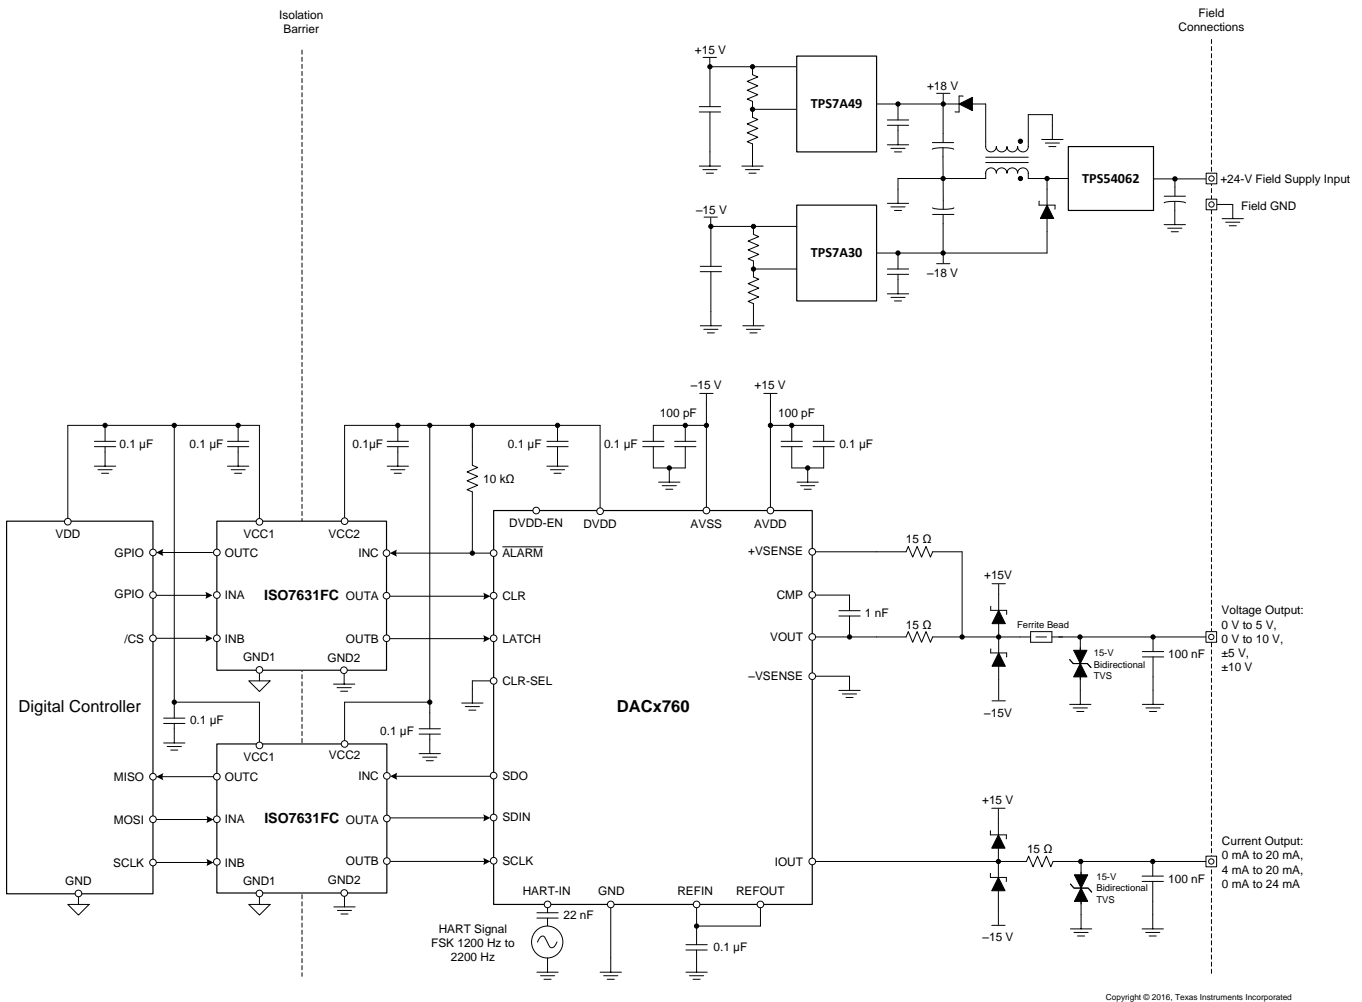 Isolation
Barrier
Field
Connections
+15 V
TPS7A49
+18 V
TPS54062
+24-V Field Supply Input
Field GND
–15 V
TPS7A30
–18 V
–15 V
+15 V
100 pF
100 pF
0.1 µF
0.1 µF
0.1µF
0.1 µF
0.1 µF
0.1 µF
10 kΩ
VDD
VCC1
VCC2
DVDD-EN
DVDD
AVSS
AVDD
GPIO
OUTC
INC
ALARM
+VSENSE
15 Ω
GPIO
INA
ISO7631FC
OUTA
CLR
CMP
1 nF
+15V
/CS
INB
OUTB
LATCH
VOUT
15 Ω
Ferrite Bead
Voltage Output:
0 V to 5 V,
0 V to 10 V,
±5 V,
±10 V
15-V
Bidirectional
TVS
100 nF
GND1
GND2
CLR-SEL
–VSENSE
–15V
Digital Controller
DACx760
0.1 µF
0.1 µF
VCC1
VCC2
MISO
OUTC
INC
SDO
MOSI
INA
ISO7631FC
OUTA
SDIN
+15 V
SCLK
INB
OUTB
SCLK
IOUT
15 Ω
Current Output:
0 mA to 20 mA,
4 mA to 20 mA,
0 mA to 24 mA
15-V
Bidirectional
TVS
100 nF
–15 V
GND
GND1
GND2
HART-IN
GND
REFIN
REFOUT
22 nF
HART Signal
FSK 1200 Hz to
2200 Hz
0.1 µF
Copyright © 2016, Texas Instruments Incorporated